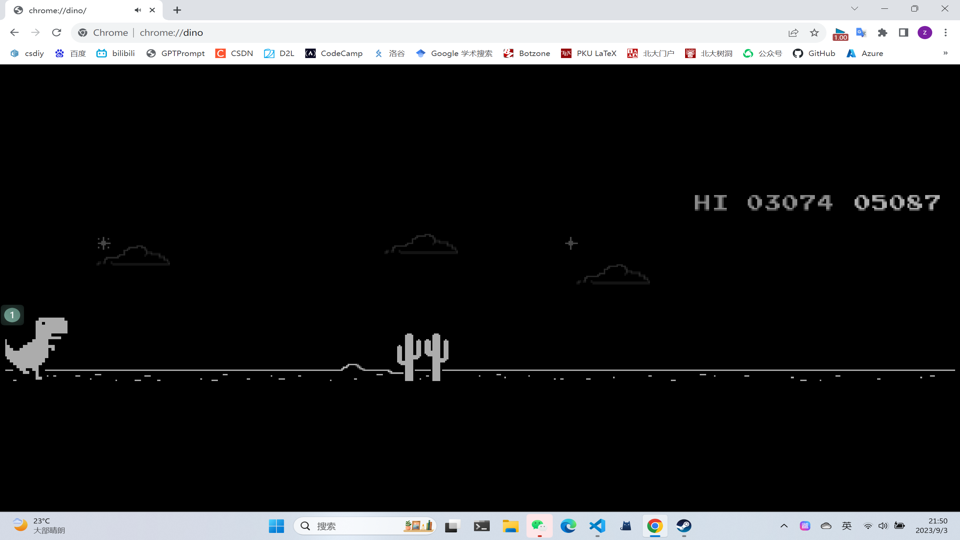 chrome://dino/
Chrome | chrome://dino
1.00
z
csdiy 百度 bilibili GPTPrompt CSDN D2L CodeCamp 洛谷 Google 学术搜索 Botzone PKU LaTeX 北大门户 北大树洞 公众号 GitHub Azure »
HI 03074 05087
1
23°C
大部晴朗
搜索
英
21:50
2023/9/3